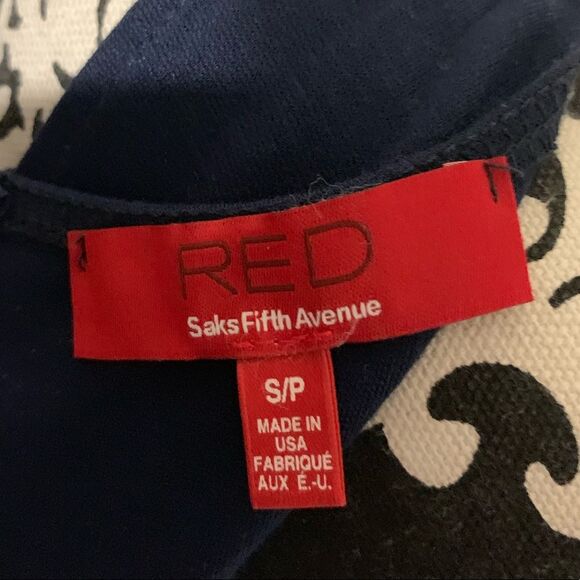 RED
Saks Fifth Avenue
S/P
MADE IN
USA
FABRIQUÉ
AUX É.-U.